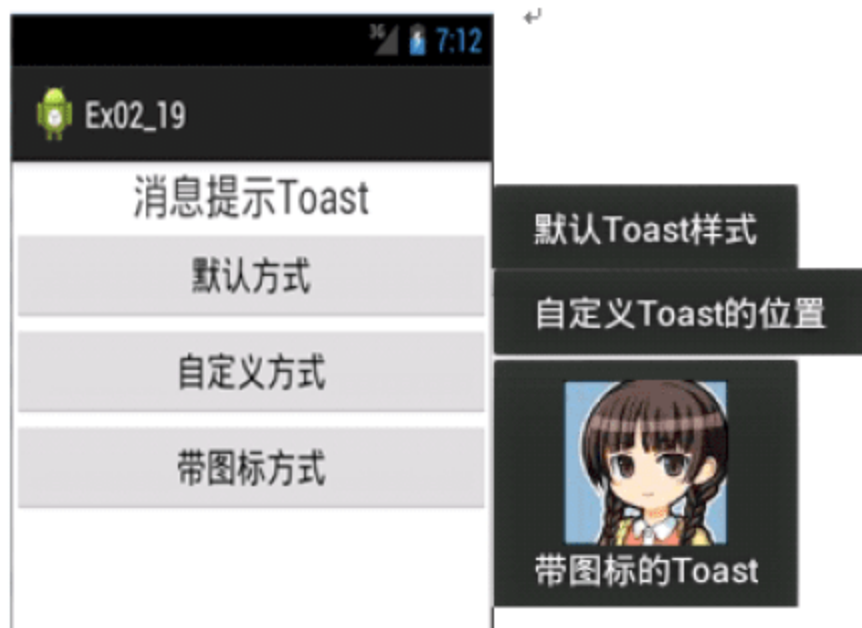 3G 7:12
Ex02_19
消息提示Toast
默认方式
自定义方式
带图标方式
默认Toast样式
自定义Toast的位置
带图标的Toast